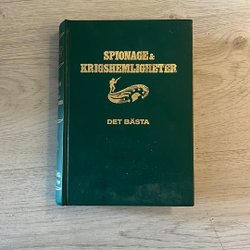 SPIONAGE &
KRIGSHEMLIGHETER
DET BÄSTA